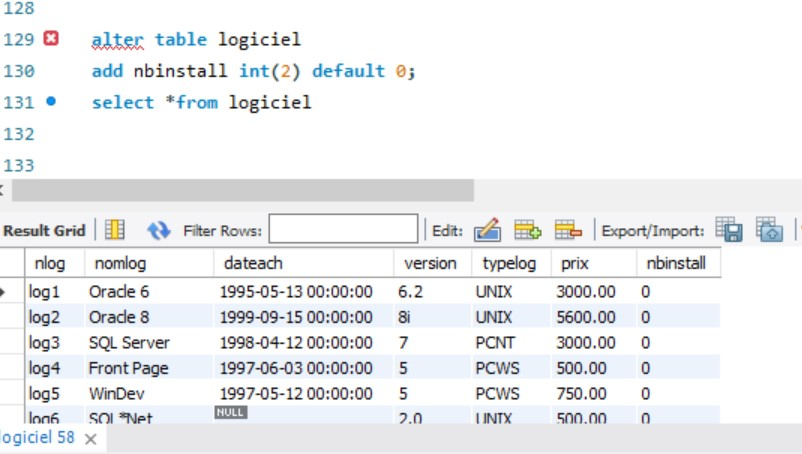 128
129 alter table logiciel
130 add nbinstall int(2) default 0;
131 select *from logiciel
132
133
Result Grid Filter Rows: Edit: Export/Import:
nlog nomlog dateach version typelog prix nbinstall
log1 Oracle 6 1995-05-13 00:00:00 6.2 UNIX 3000.00 0
log2 Oracle 8 1999-09-15 00:00:00 8i UNIX 5600.00 0
log3 SQL Server 1998-04-12 00:00:00 7 PCNT 3000.00 0
log4 Front Page 1997-06-03 00:00:00 5 PCWS 500.00 0
log5 WinDev 1997-05-12 00:00:00 5 PCWS 750.00 0
log6 SQL*Net NULL 2.0 UNIX 500.00 0
logiciel 58